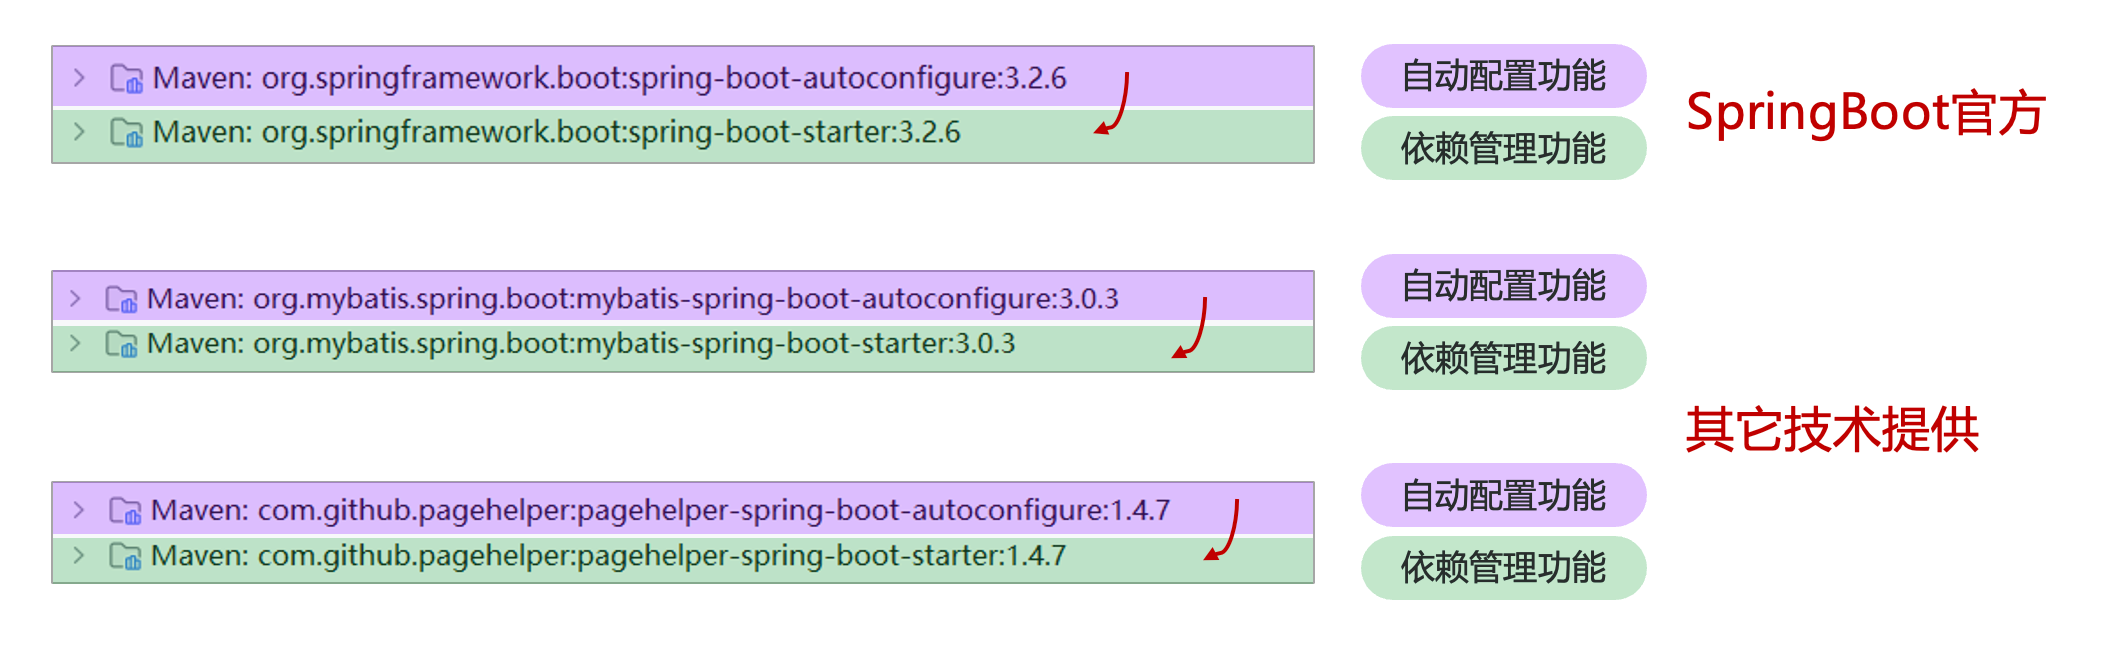 Maven: org.springframework.boot:spring-boot-autoconfigure:3.2.6
自动配置功能
Maven: org.springframework.boot:spring-boot-starter:3.2.6
依赖管理功能
SpringBoot官方
Maven: org.mybatis.spring.boot:mybatis-spring-boot-autoconfigure:3.0.3
自动配置功能
Maven: org.mybatis.spring.boot:mybatis-spring-boot-starter:3.0.3
依赖管理功能
其它技术提供
Maven: com.github.pagehelper:pagehelper-spring-boot-autoconfigure:1.4.7
自动配置功能
Maven: com.github.pagehelper:pagehelper-spring-boot-starter:1.4.7
依赖管理功能